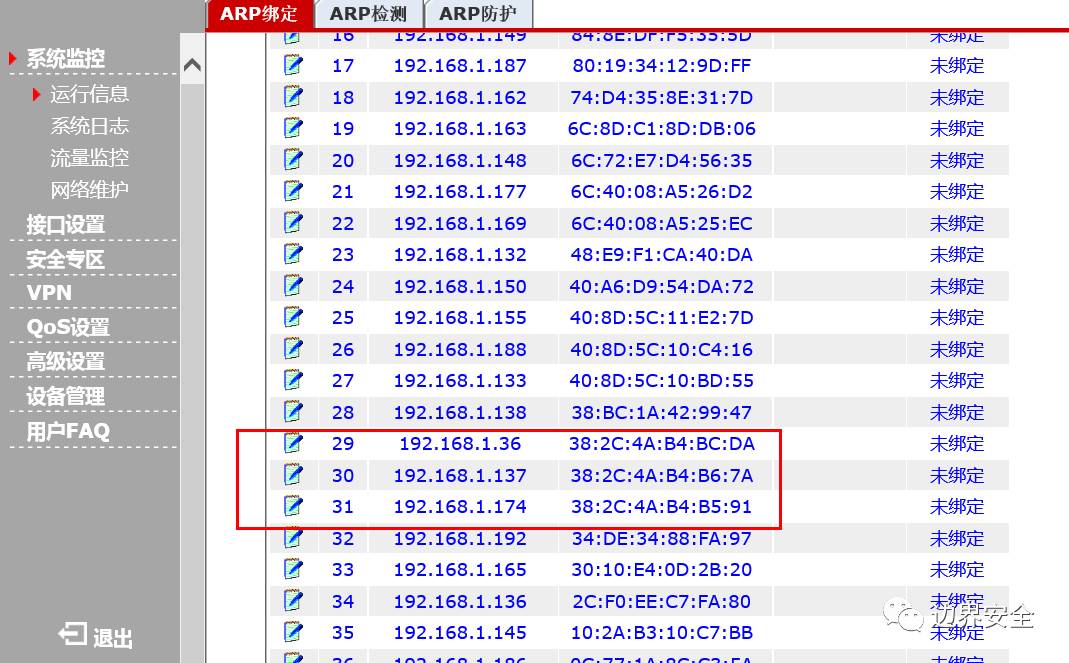 ARP绑定 ARP检测 ARP防护
系统监控
运行信息
系统日志
流量监控
网络维护
接口设置
安全专区
VPN
QoS设置
高级设置
设备管理
用户FAQ
退出
16 192.168.1.149 84:8E:DF:F5:35:5D 未绑定
17 192.168.1.187 80:19:34:12:9D:FF 未绑定
18 192.168.1.162 74:D4:35:8E:31:7D 未绑定
19 192.168.1.163 6C:8D:C1:8D:DB:06 未绑定
20 192.168.1.148 6C:72:E7:D4:56:35 未绑定
21 192.168.1.177 6C:40:08:A5:26:D2 未绑定
22 192.168.1.169 6C:40:08:A5:25:EC 未绑定
23 192.168.1.132 48:E9:F1:CA:40:DA 未绑定
24 192.168.1.150 40:A6:D9:54:DA:72 未绑定
25 192.168.1.155 40:8D:5C:11:E2:7D 未绑定
26 192.168.1.188 40:8D:5C:10:C4:16 未绑定
27 192.168.1.133 40:8D:5C:10:BD:55 未绑定
28 192.168.1.138 38:BC:1A:42:99:47 未绑定
29 192.168.1.36 38:2C:4A:B4:BC:DA 未绑定
30 192.168.1.137 38:2C:4A:B4:B6:7A 未绑定
31 192.168.1.174 38:2C:4A:B4:B5:91 未绑定
32 192.168.1.192 34:DE:34:88:FA:97 未绑定
33 192.168.1.165 30:10:E4:0D:2B:20 未绑定
34 192.168.1.136 2C:F0:EE:C7:FA:80 未绑定
35 192.168.1.145 10:2A:B3:10:C7:BB 未绑定
边界安全